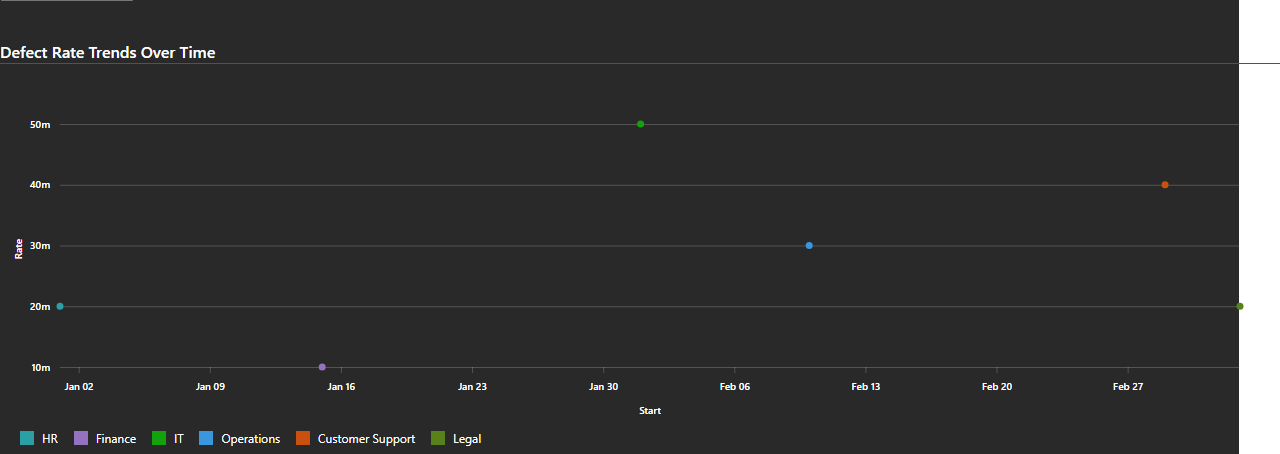 Defect Rate Trends Over Time
50m
40m
30m
20m
10m
Rate
Jan 02 Jan 09 Jan 16 Jan 23 Jan 30 Feb 06 Feb 13 Feb 20 Feb 27
Start
HR Finance IT Operations Customer Support Legal